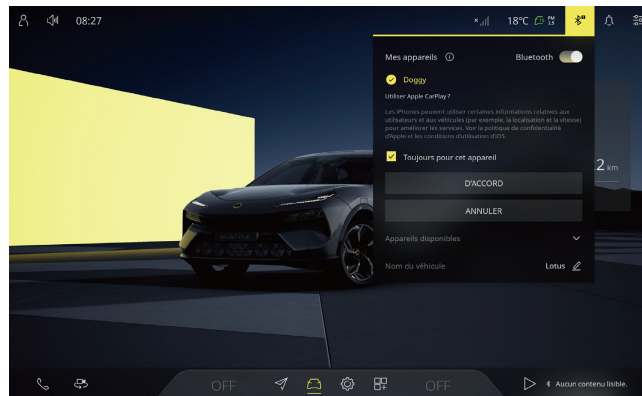 08:27
18°C PM 2.5
Mes appareils Bluetooth
Doggy
Utiliser Apple CarPlay ?
Les iPhones peuvent utiliser certaines informations relatives aux
utilisateurs et aux véhicules (par exemple, la localisation et la vitesse)
pour améliorer les services. Voir la politique de confidentialité
d'Apple et les conditions d'utilisation d'iOS.
Toujours pour cet appareil
2 km
D'ACCORD
ANNULER
Appareils disponibles
Nom du véhicule Lotus
OFF OFF Aucun contenu lisible.